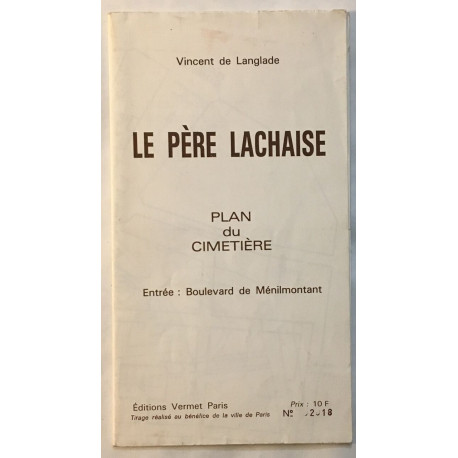 Vincent de Langlade
LE PÈRE LACHAISE
PLAN
du
CIMETIÈRE
Entrée : Boulevard de Ménilmontant
Éditions Vermet Paris
Tirage réalisé au bénéfice de la ville de Paris
Prix : 10 F
Nº